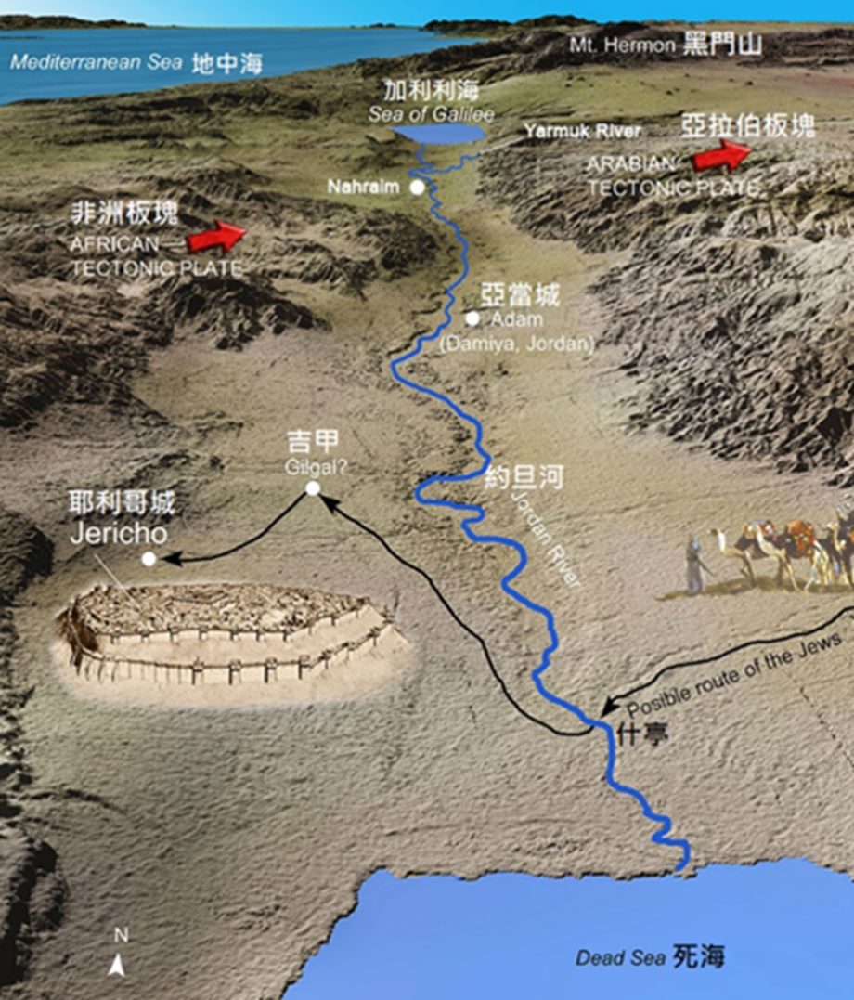 Mt. Hermon 黑門山
Mediterranean Sea 地中海
加利利海
Sea of Galilee
Yarmuk River
亞拉伯板塊
ARABIAN
TECTONIC PLATE
Nahraim
非洲板塊
AFRICAN
TECTONIC PLATE
亞當城
Adam
(Damiya, Jordan)
吉甲
Gilgal?
約旦河
Jordan River
耶利哥城
Jericho
Posible route of the Jews
什亭
N
Dead Sea 死海